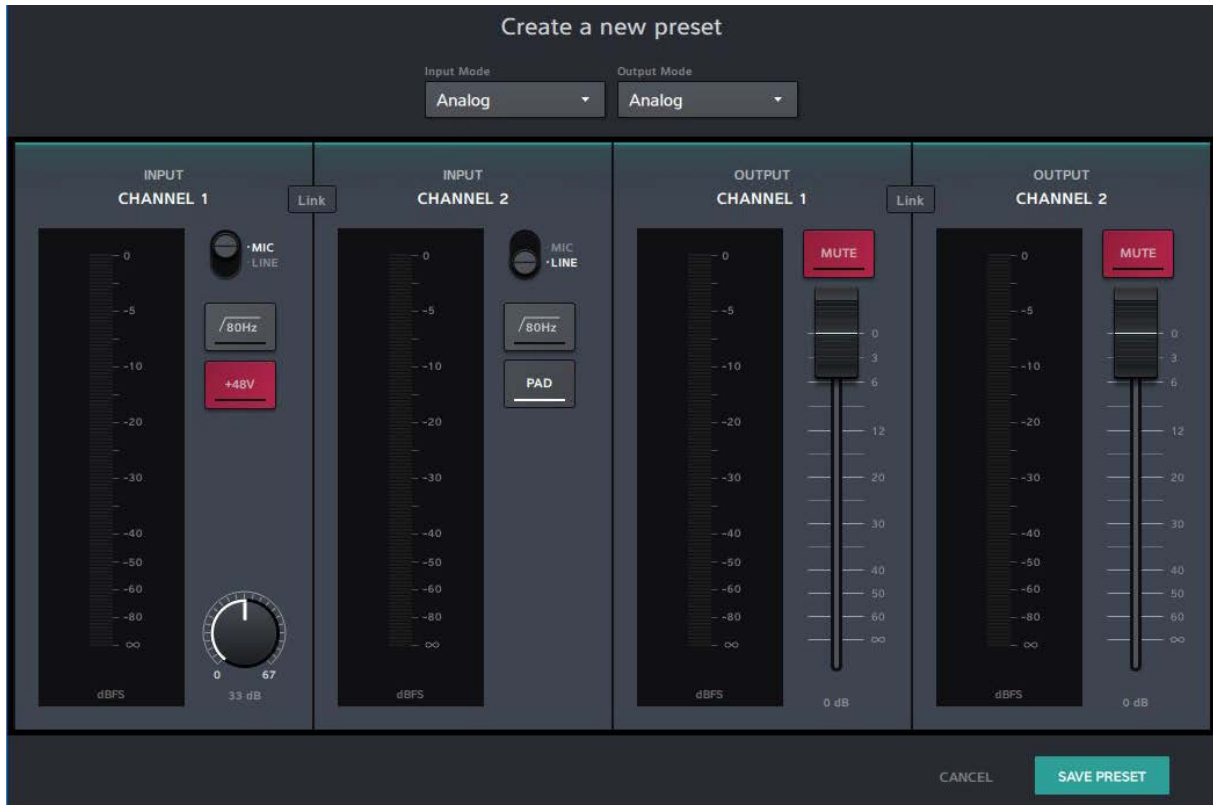 Create a new preset
Input Mode
Output Mode
Analog
Analog
INPUT
CHANNEL 1
Link
MIC
LINE
0
-5
-10
-20
-30
-40
-50
-60
-80
∞
dBFS
80Hz
+48V
0 67
33 dB
INPUT
CHANNEL 2
MIC
LINE
0
-5
-10
-20
-30
-40
-50
-60
-80
∞
dBFS
80Hz
PAD
OUTPUT
CHANNEL 1
Link
0
-5
-10
-20
-30
-40
-50
-60
-80
∞
dBFS
MUTE
0
3
6
12
20
30
40
50
60
∞
0 dB
OUTPUT
CHANNEL 2
0
-5
-10
-20
-30
-40
-50
-60
-80
∞
dBFS
MUTE
0
3
6
12
20
30
40
50
60
∞
0 dB
CANCEL
SAVE PRESET